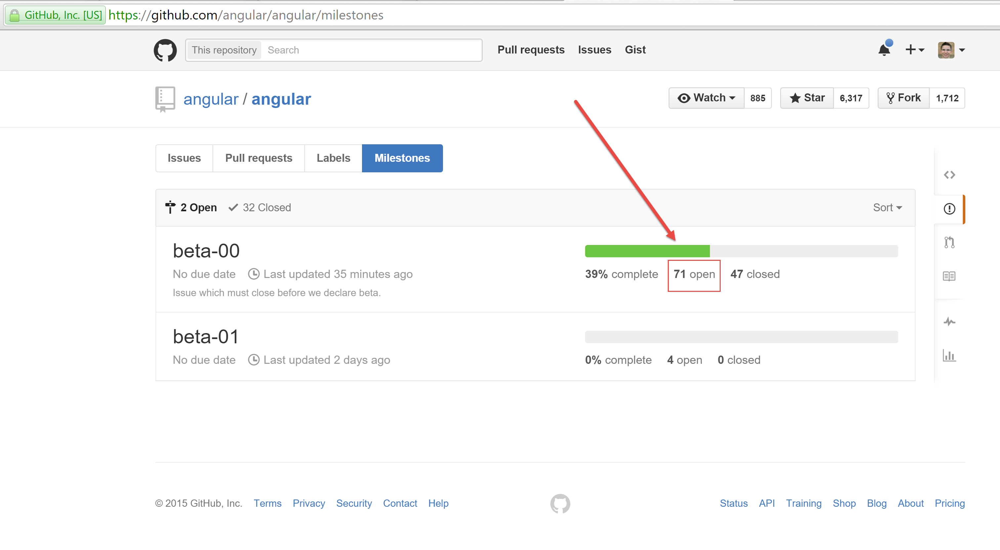 GitHub, Inc. [US] https://github.com/angular/angular/milestones
This repository Search Pull requests Issues Gist
angular / angular Watch 885 Star 6,317 Fork 1,712
Issues Pull requests Labels Milestones
2 Open 32 Closed Sort
beta-00
No due date Last updated 35 minutes ago 39% complete 71 open 47 closed
Issue which must close before we declare beta.
beta-01
No due date Last updated 2 days ago 0% complete 4 open 0 closed
© 2015 GitHub, Inc. Terms Privacy Security Contact Help Status API Training Shop Blog About Pricing